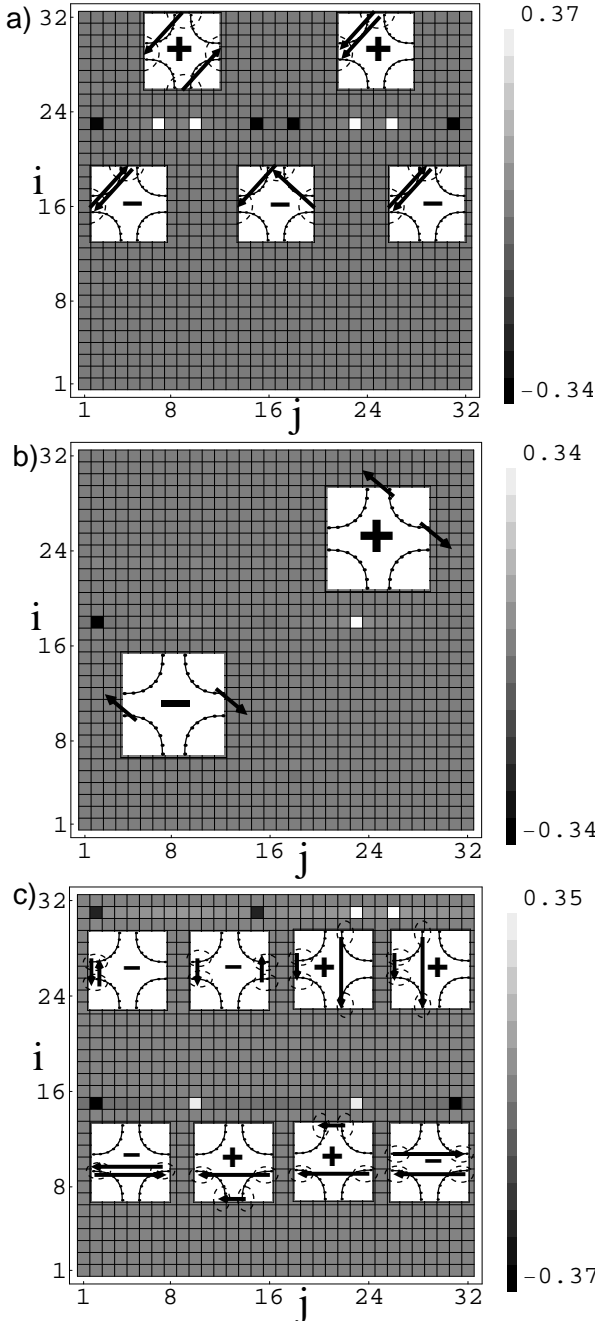 a)
0.37
32
24
i
16
8
1
+
+
−
−
−
1 8 16 24 32
j
−0.34
b)
0.34
32
24
i
16
8
1
+
−
1 8 16 24 32
j
−0.34
c)
0.35
32
24
i
16
8
1
− − + +
− + + −
1 8 16 24 32
j
−0.37